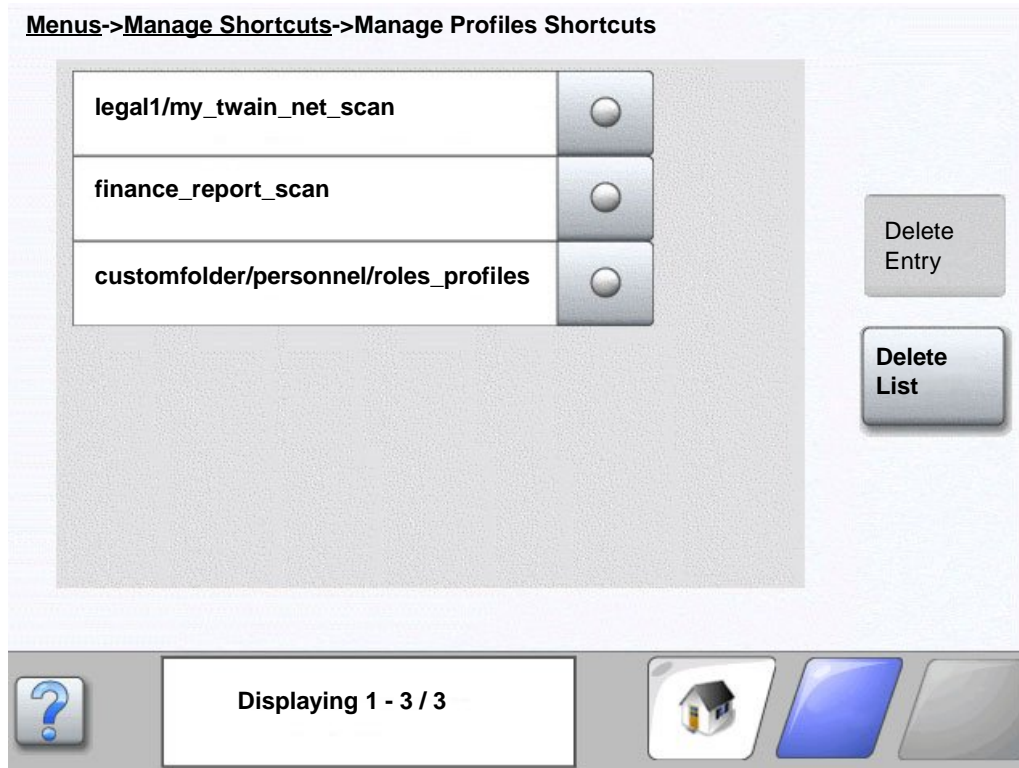 Menus->Manage Shortcuts->Manage Profiles Shortcuts
legal1/my_twain_net_scan
finance_report_scan
customfolder/personnel/roles_profiles
Delete
Entry
Delete
List
?
Displaying 1 - 3 / 3